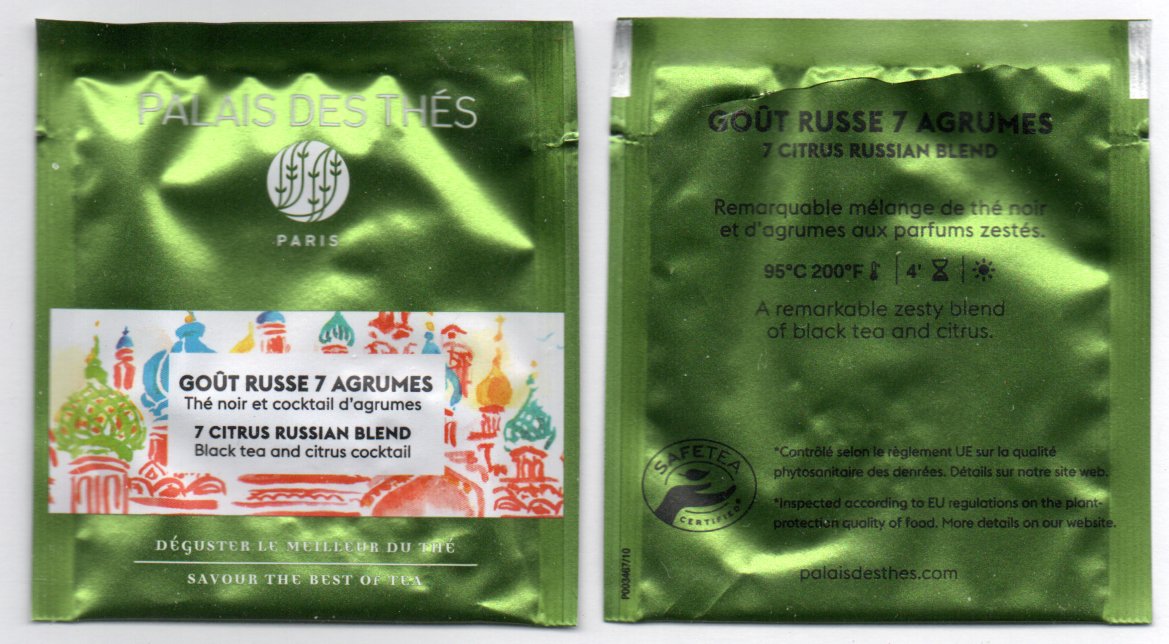 PALAIS DES THÉS
PARIS
GOÛT RUSSE 7 AGRUMES
Thé noir et cocktail d'agrumes
7 CITRUS RUSSIAN BLEND
Black tea and citrus cocktail
DÉGUSTER LE MEILLEUR DU THÉ
SAVOUR THE BEST OF TEA
GOÛT RUSSE 7 AGRUMES
7 CITRUS RUSSIAN BLEND
Remarquable mélange de thé noir
et d'agrumes aux parfums zestés.
95°C 200°F | 4' |
A remarkable zesty blend
of black tea and citrus.
SAFETEA
CERTIFIED*
*Contrôlé selon le règlement UE sur la qualité
phytosanitaire des denrées. Détails sur notre site web.
*Inspected according to EU regulations on the plant-
protection quality of food. More details on our website.
P003467/10
palaisdesthes.com